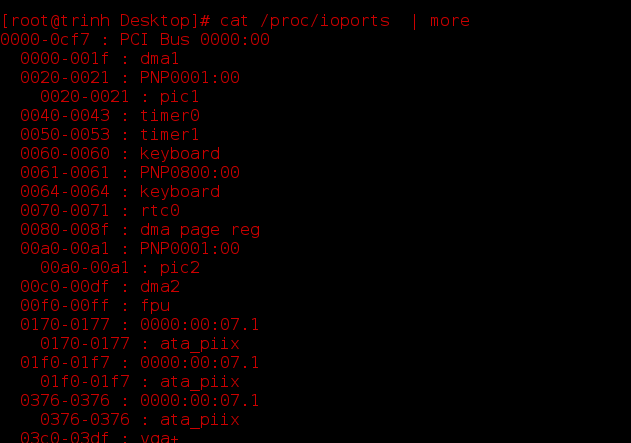 [root@trinh Desktop]# cat /proc/ioports  | more
0000-0cf7 : PCI Bus 0000:00
  0000-001f : dma1
  0020-0021 : PNP0001:00
    0020-0021 : pic1
  0040-0043 : timer0
  0050-0053 : timer1
  0060-0060 : keyboard
  0061-0061 : PNP0800:00
  0064-0064 : keyboard
  0070-0071 : rtc0
  0080-008f : dma page reg
  00a0-00a1 : PNP0001:00
    00a0-00a1 : pic2
  00c0-00df : dma2
  00f0-00ff : fpu
  0170-0177 : 0000:00:07.1
    0170-0177 : ata_piix
  01f0-01f7 : 0000:00:07.1
    01f0-01f7 : ata_piix
  0376-0376 : 0000:00:07.1
    0376-0376 : ata_piix
  03c0-03df : vga+